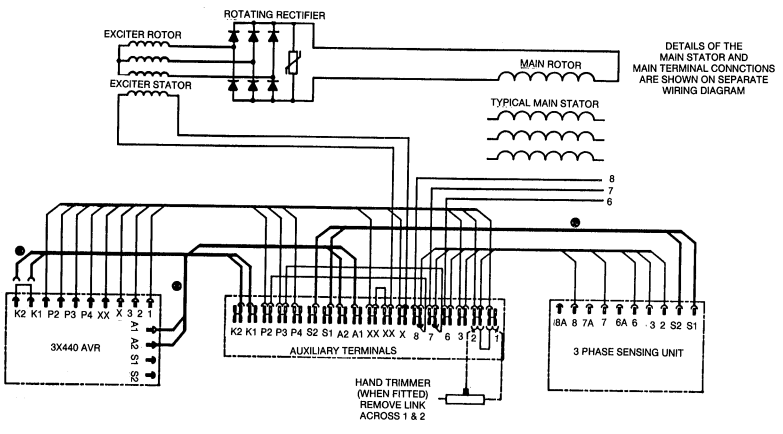 ROTATING RECTIFIER
EXCITER ROTOR
EXCITER STATOR
MAIN ROTOR
TYPICAL MAIN STATOR
DETAILS OF THE
MAIN STATOR AND
MAIN TERMINAL CONNCTIONS
ARE SHOWN ON SEPARATE
WIRING DIAGRAM
8
7
6
K2 K1 P2 P3 P4 XX X 3 2 1
A1
A2
S1
S2
3X440 AVR
K2 K1 P2 P3 P4 S2 S1 A2 A1 XX XX X 8 7 6 3 2 1
AUXILIARY TERMINALS
8A 8 7A 7 6A 6 3 2 S2 S1
3 PHASE SENSING UNIT
HAND TRIMMER
(WHEN FITTED)
REMOVE LINK
ACROSS 1 & 2